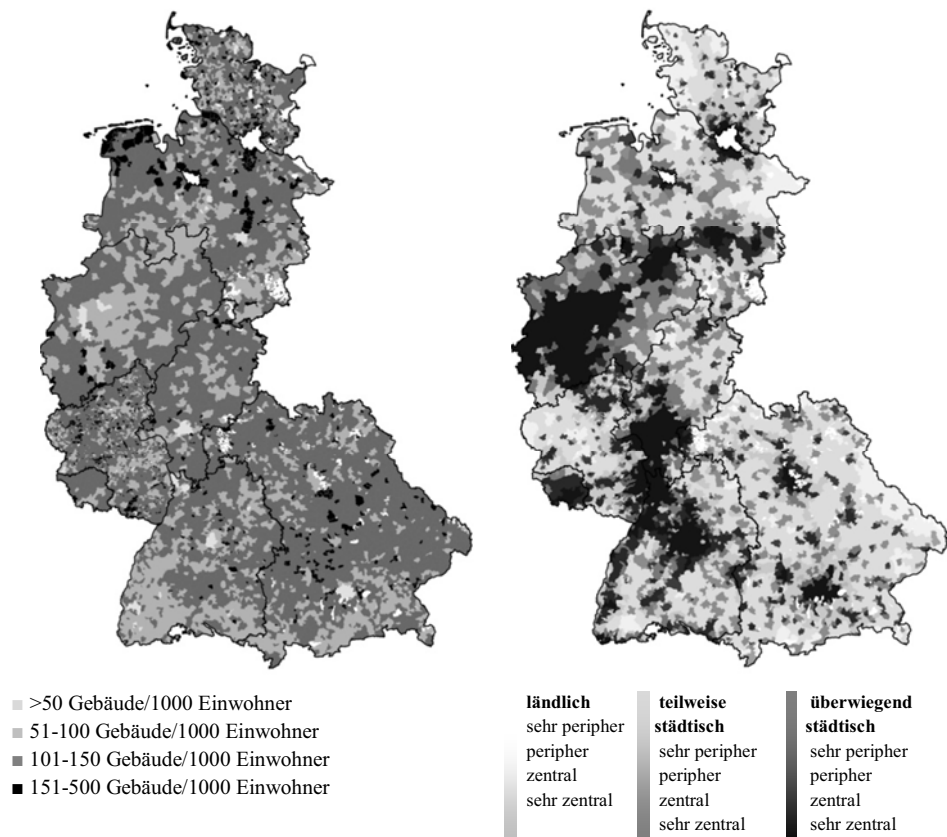 >50 Gebäude/1000 Einwohner
51-100 Gebäude/1000 Einwohner
101-150 Gebäude/1000 Einwohner
151-500 Gebäude/1000 Einwohner
ländlich
sehr peripher
peripher
zentral
sehr zentral
teilweise
städtisch
sehr peripher
peripher
zentral
sehr zentral
überwiegend
städtisch
sehr peripher
peripher
zentral
sehr zentral